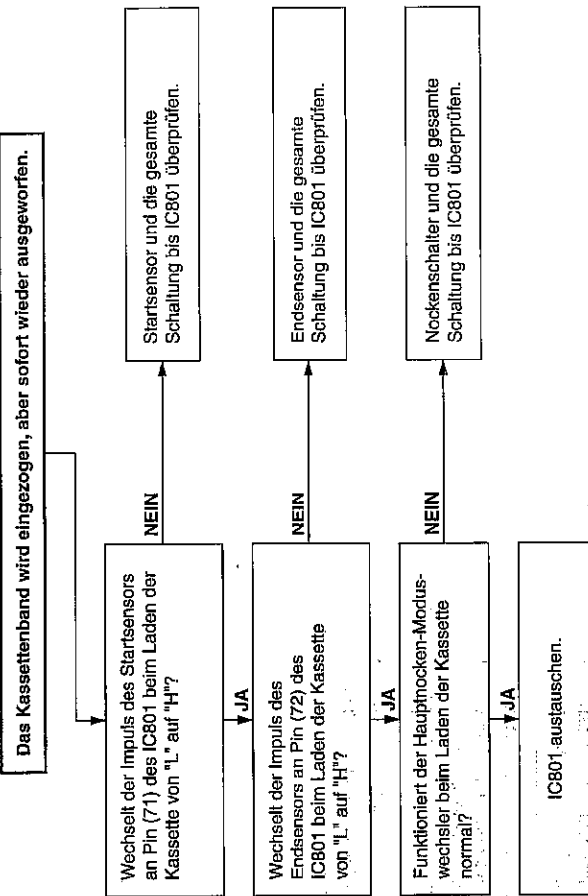 Das Kassettenband wird eingezogen, aber sofort wieder ausgeworfen.
Wechselt der Impuls des Startsensors
an Pin (71) des IC801 beim Laden der
Kassette von "L" auf "H"?
NEIN
Startsensor und die gesamte
Schaltung bis IC801 überprüfen.
JA
Wechselt der Impuls des
Endsensors an Pin (72) des
IC801 beim Laden der Kassette
von "L" auf "H"?
NEIN
Endsensor und die gesamte
Schaltung bis IC801 überprüfen.
JA
Funktioniert der Hauptnocken-Modus-
wechsler beim Laden der Kassette
normal?
NEIN
Nockenschalter und die gesamte
Schaltung bis IC801 überprüfen.
JA
IC801 austauschen.